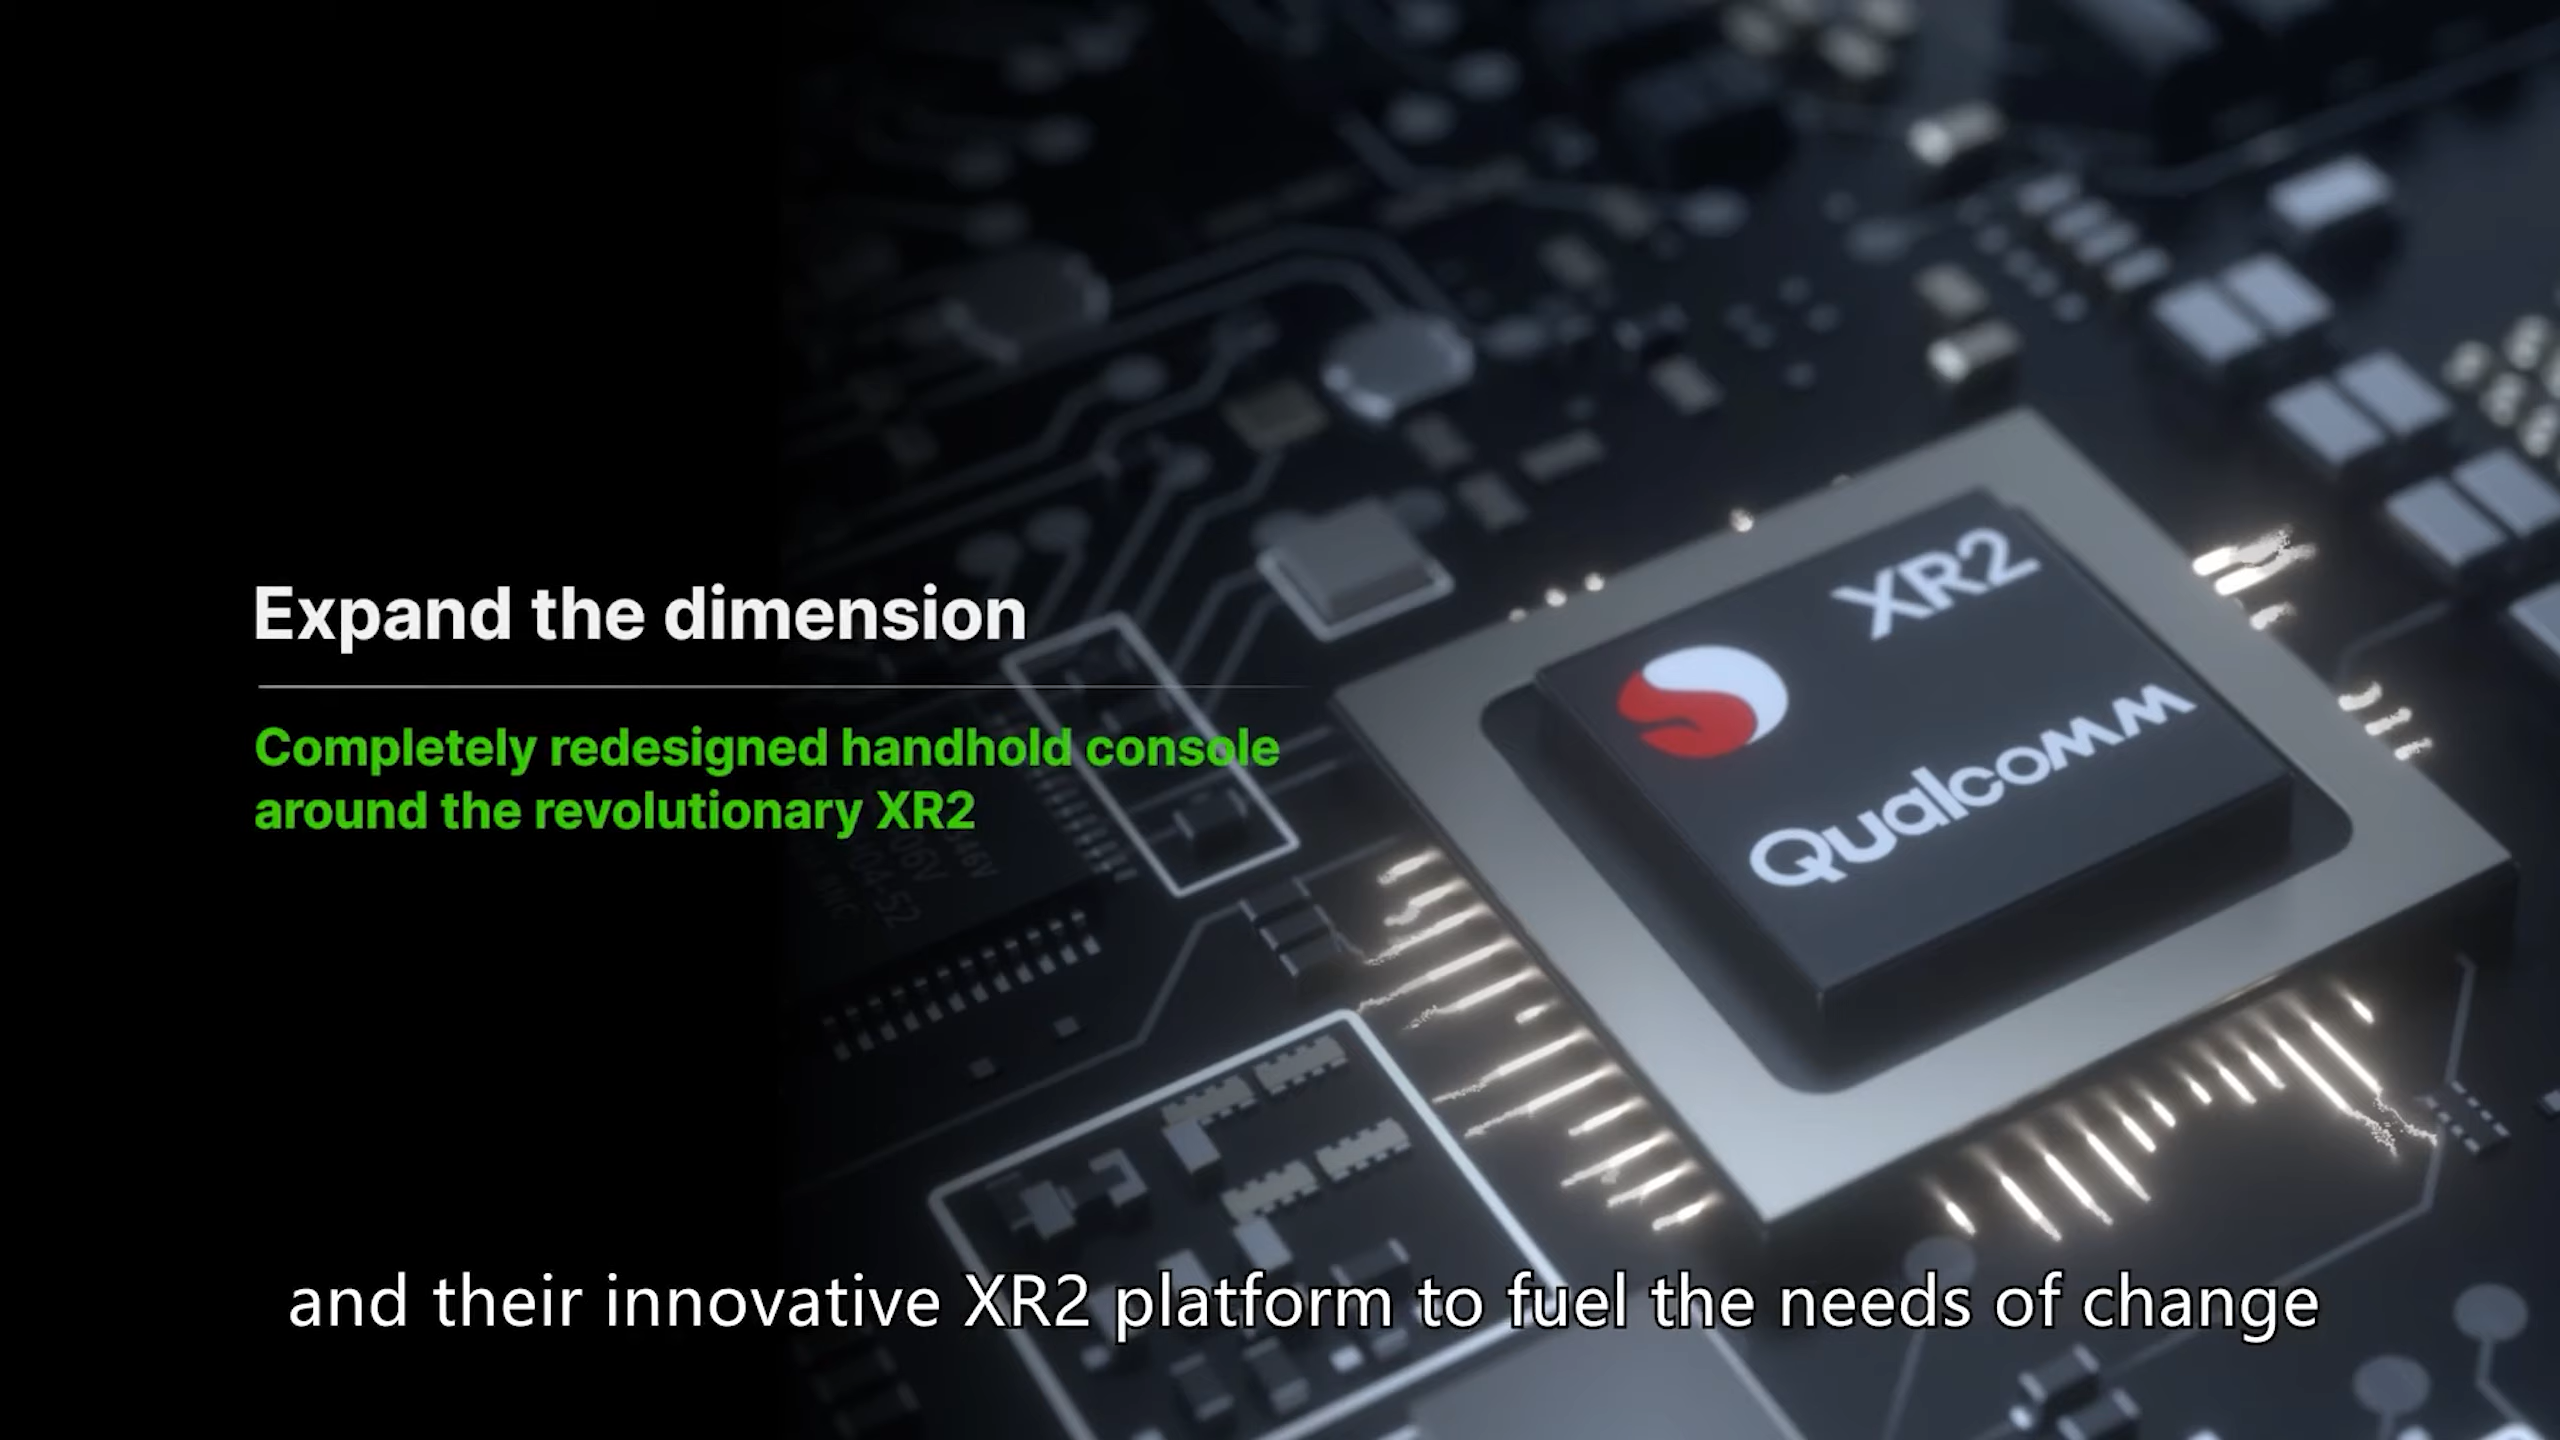 Expand the dimension
Completely redesigned handhold console
around the revolutionary XR2
XR2
Qualcomm
and their innovative XR2 platform to fuel the needs of change